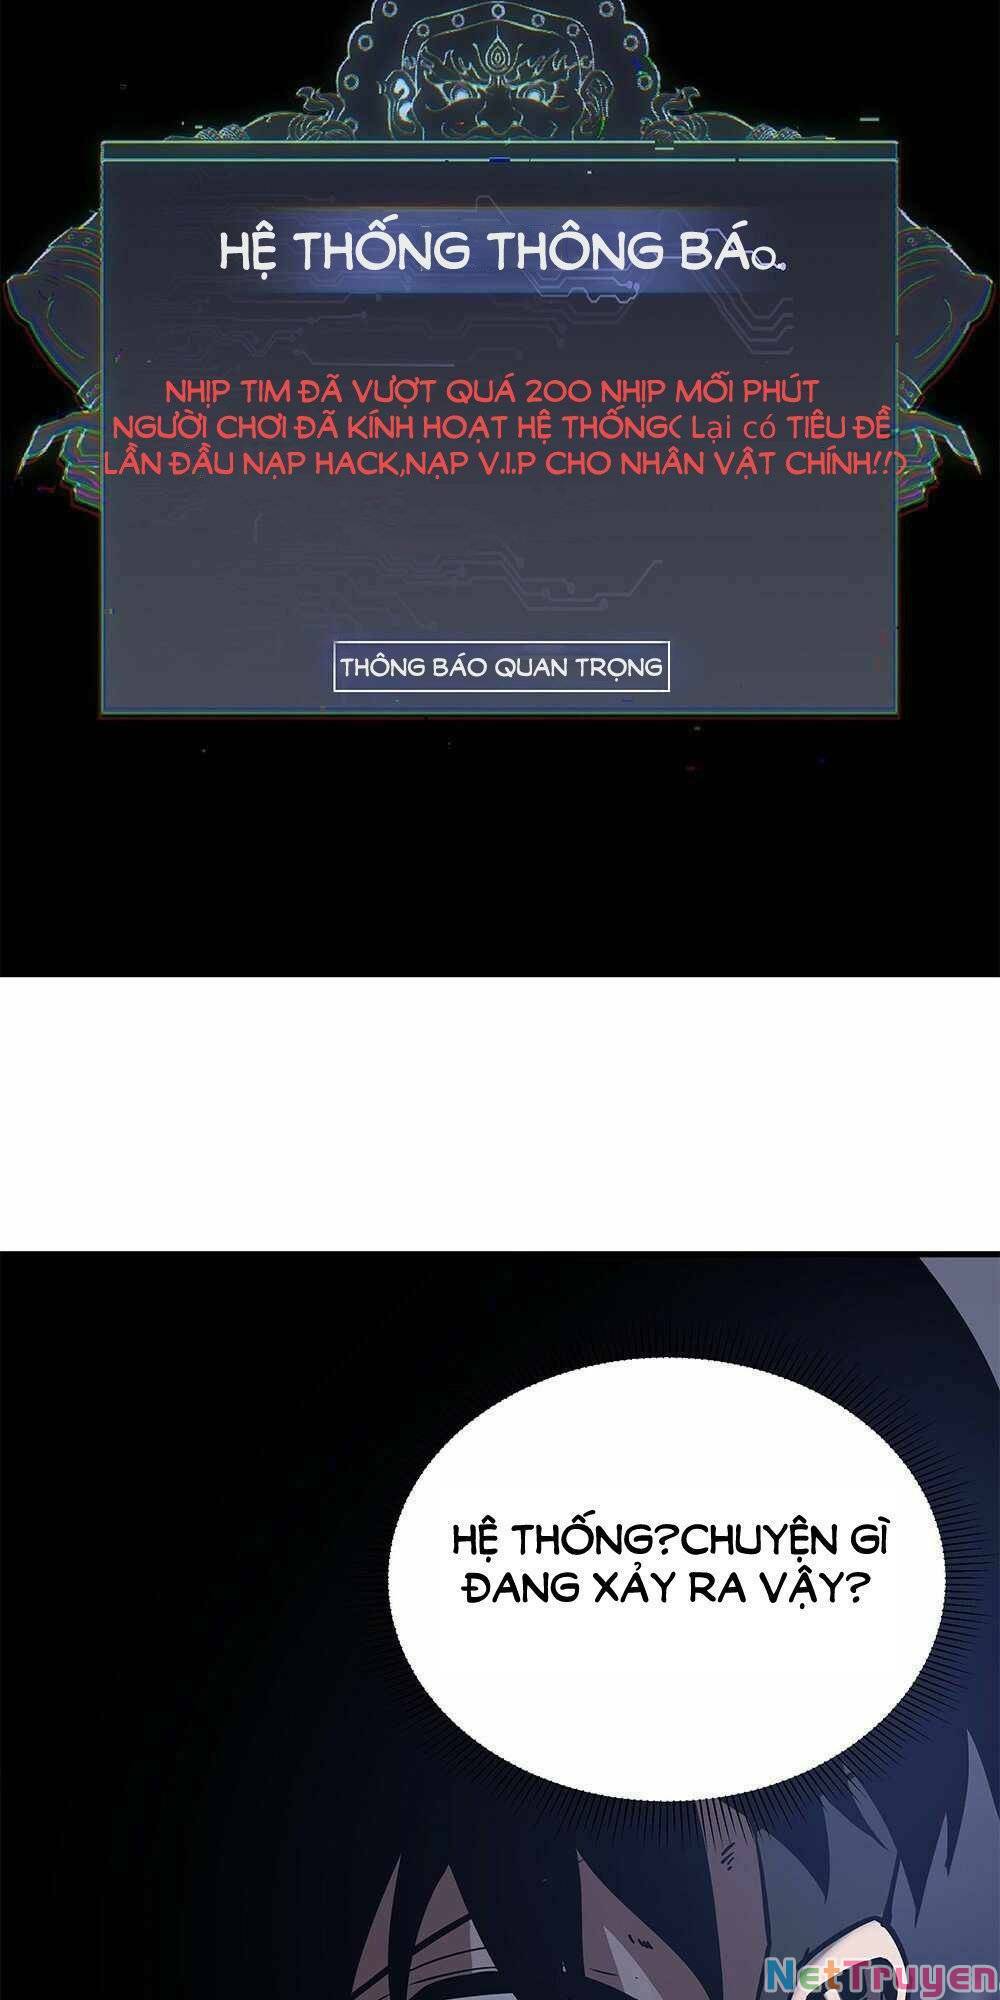 HỆ THỐNG THÔNG BÁO.
NHỊP TIM ĐÃ VƯỢT QUÁ 200 NHỊP MỖI PHÚT
NGƯỜI CHƠI ĐÃ KÍNH HOẠT HỆ THỐNG( Lại có TIÊU ĐỀ
LẦN ĐẦU NẠP HACK,NẠP V.I.P CHO NHÂN VẬT CHÍNH!!)
THÔNG BÁO QUAN TRỌNG
HỆ THỐNG?CHUYỆN GÌ
ĐANG XẢY RA VẬY?
NetTruyen